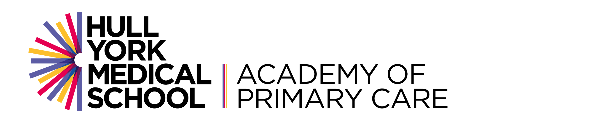 HULL
YORK
MEDICAL
SCHOOL
ACADEMY OF
PRIMARY CARE